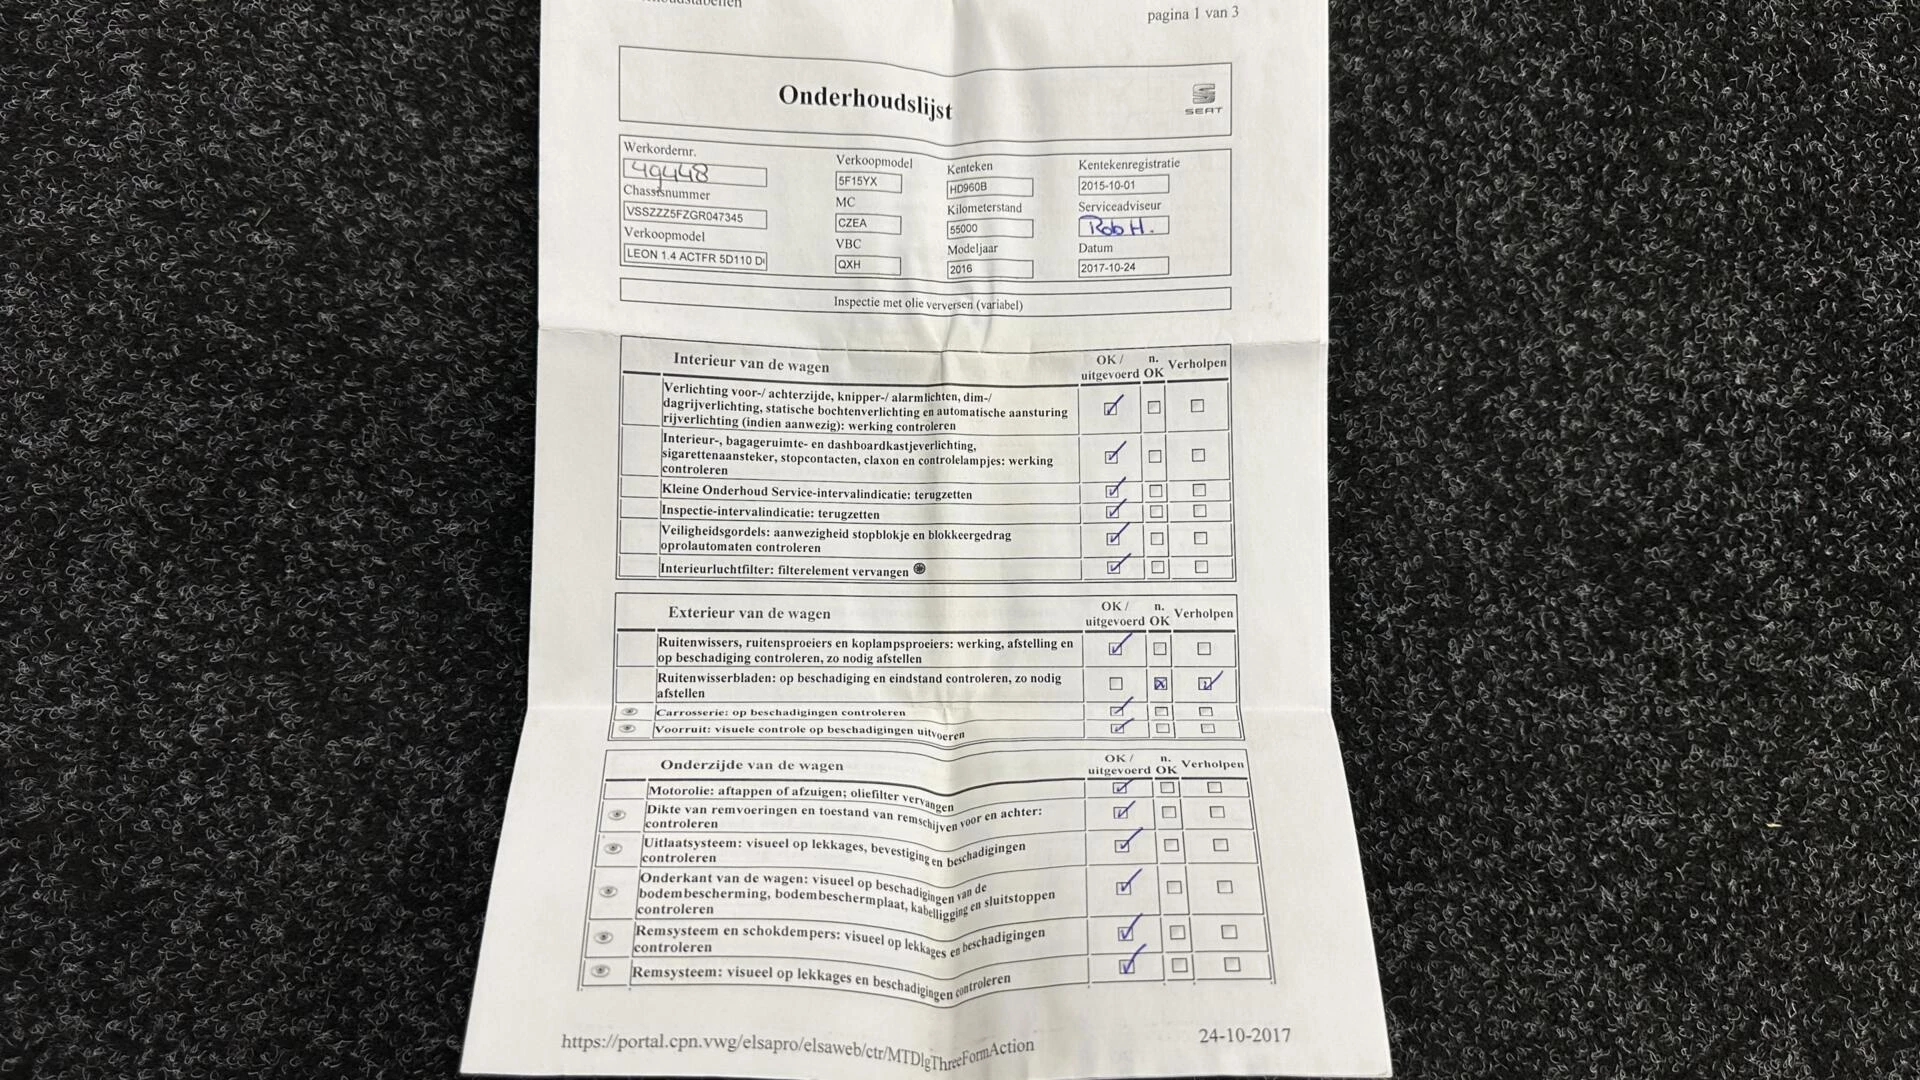 pagina 1 van 3
Onderhoudslijst
SEAT
Werkordernr.
49448
Chassisnummer
VSSZZZ5FZGR047345
Verkoopmodel
LEON 1.4 ACTFR 5D110 D
Verkoopmodel
5F15YX
MC
CZEA
VBC
QXH
Kenteken
HD960B
Kilometerstand
55000
Modeljaar
2016
Kentekenregistratie
2015-10-01
Serviceadviseur
Rob H.
Datum
2017-10-24
Inspectie met olie verversen (variabel)
Interieur van de wagen
OK / uitgevoerd
n. OK
Verholpen
Verlichting voor-/ achterzijde, knipper-/ alarmlichten, dim-/
dagrijverlichting, statische bochtenverlichting en automatische aansturing
rijverlichting (indien aanwezig): werking controleren
Interieur-, bagageruimte- en dashboardkastjeverlichting,
sigarettenaansteker, stopcontacten, claxon en controlelampjes: werking
controleren
Kleine Onderhoud Service-intervalindicatie: terugzetten
Inspectie-intervalindicatie: terugzetten
Veiligheidsgordels: aanwezigheid stopblokje en blokkeergedrag
oprolautomaten controleren
Interieurluchtfilter: filterelement vervangen
Exterieur van de wagen
OK / uitgevoerd
n. OK
Verholpen
Ruitenwissers, ruitensproeiers en koplampsproeiers: werking, afstelling en
op beschadiging controleren, zo nodig afstellen
Ruitenwisserbladen: op beschadiging en eindstand controleren, zo nodig
afstellen
Carrosserie: op beschadigingen controleren
Voorruit: visuele controle op beschadigingen uitvoeren
Onderzijde van de wagen
OK / uitgevoerd
n. OK
Verholpen
Motorolie: aftappen of afzuigen; oliefilter vervangen
Dikte van remvoeringen en toestand van remschijven voor en achter:
controleren
Uitlaatsysteem: visueel op lekkages, bevestiging en beschadigingen
controleren
Onderkant van de wagen: visueel op beschadigingen van de
bodembescherming, bodembeschermplaat, kabelligging en sluitstoppen
controleren
Remsysteem en schokdempers: visueel op lekkages en beschadigingen
controleren
Remsysteem: visueel op lekkages en beschadigingen controleren
https://portal.cpn.vwg/elsapro/elsaweb/ctr/MTDlgThreeFormAction
24-10-2017